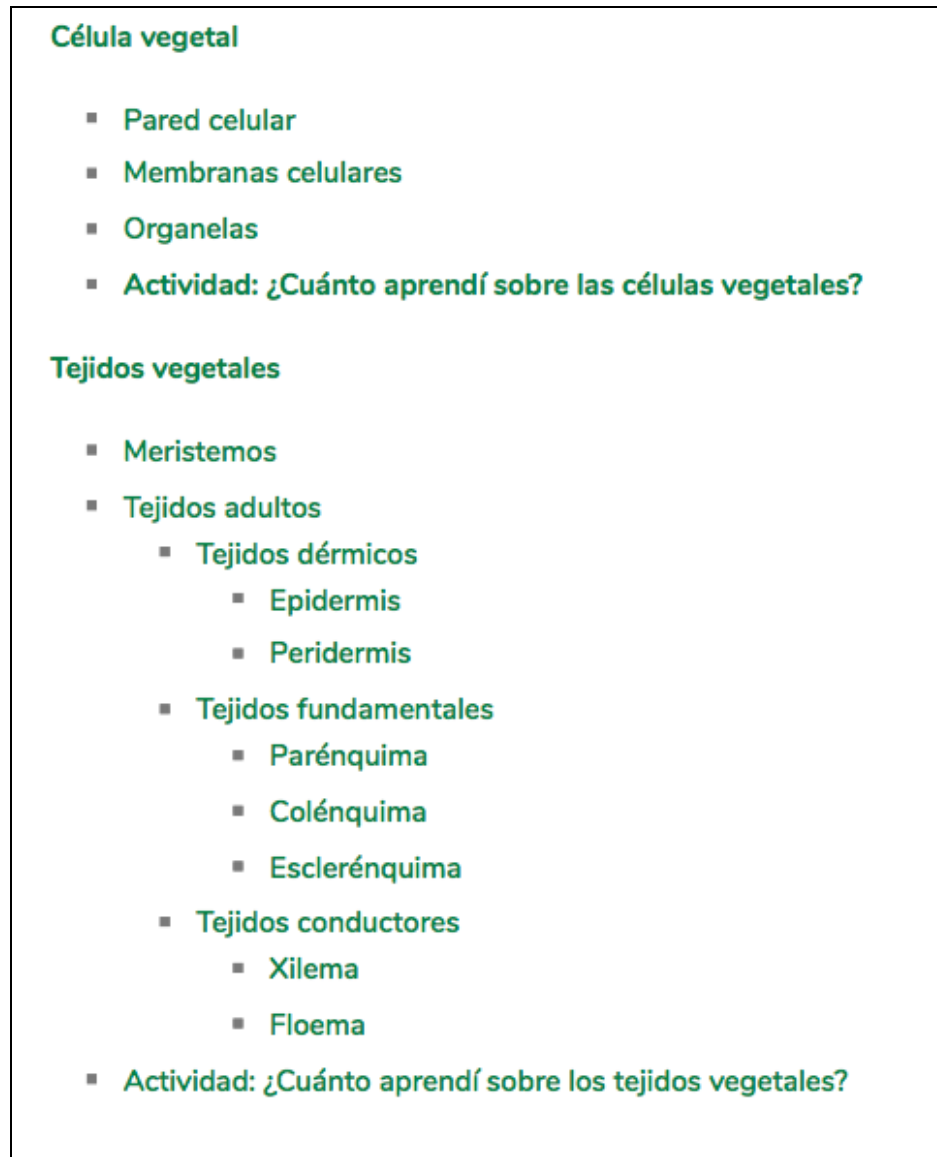 Célula vegetal
Pared celular
Membranas celulares
Organelas
Actividad: ¿Cuánto aprendí sobre las células vegetales?
Tejidos vegetales
Meristemos
Tejidos adultos
Tejidos dérmicos
Epidermis
Peridermis
Tejidos fundamentales
Parénquima
Colénquima
Esclerénquima
Tejidos conductores
Xilema
Floema
Actividad: ¿Cuánto aprendí sobre los tejidos vegetales?